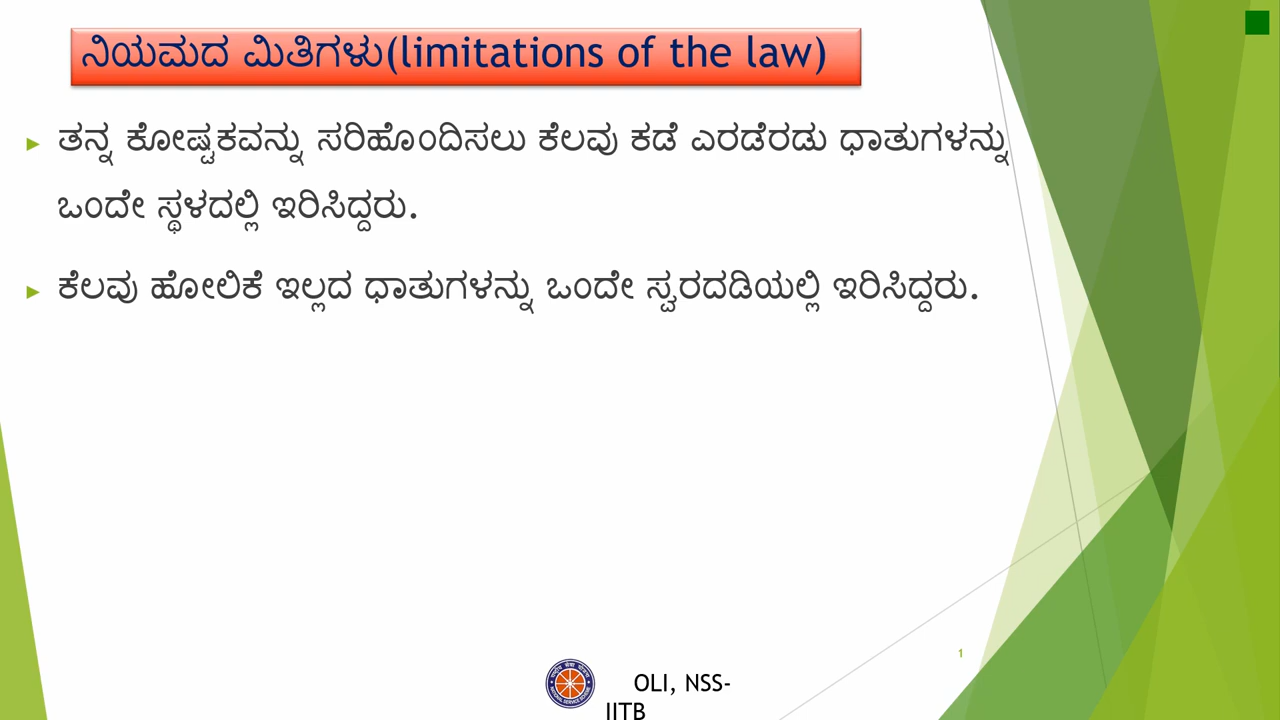 ನಿಯಮದ ಮಿತಿಗಳು(limitations of the law)
ತನ್ನ ಕೋಷ್ಟಕವನ್ನು ಸರಿಹೊಂದಿಸಲು ಕೆಲವು ಕಡೆ ಎರಡೆರಡು ಧಾತುಗಳನ್ನು
ಒಂದೇ ಸ್ಥಳದಲ್ಲಿ ಇರಿಸಿದ್ದರು.
ಕೆಲವು ಹೋಲಿಕೆ ಇಲ್ಲದ ಧಾತುಗಳನ್ನು ಒಂದೇ ಸ್ವರದಡಿಯಲ್ಲಿ ಇರಿಸಿದ್ದರು.
1
OLI, NSS-
IITB